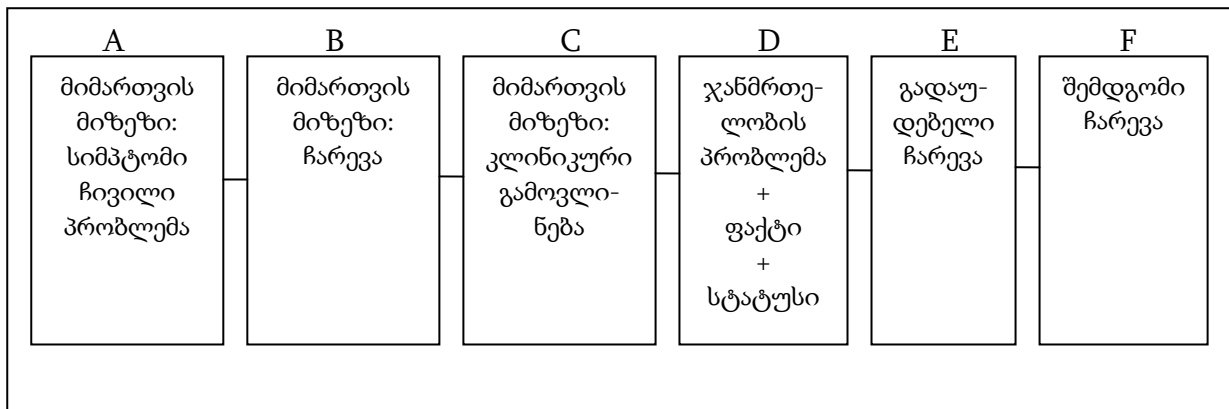 A
მიმართვის
მიზეზი:
სიმპტომი
ჩივილი
პრობლემა
B
მიმართვის
მიზეზი:
ჩარევა
C
მიმართვის
მიზეზი:
კლინიკური
გამოვლი-
ნება
D
ჯანმრთე-
ლობის
პრობლემა
+
ფაქტი
+
სტატუსი
E
გადაუ-
დებელი
ჩარევა
F
შემდგომი
ჩარევა